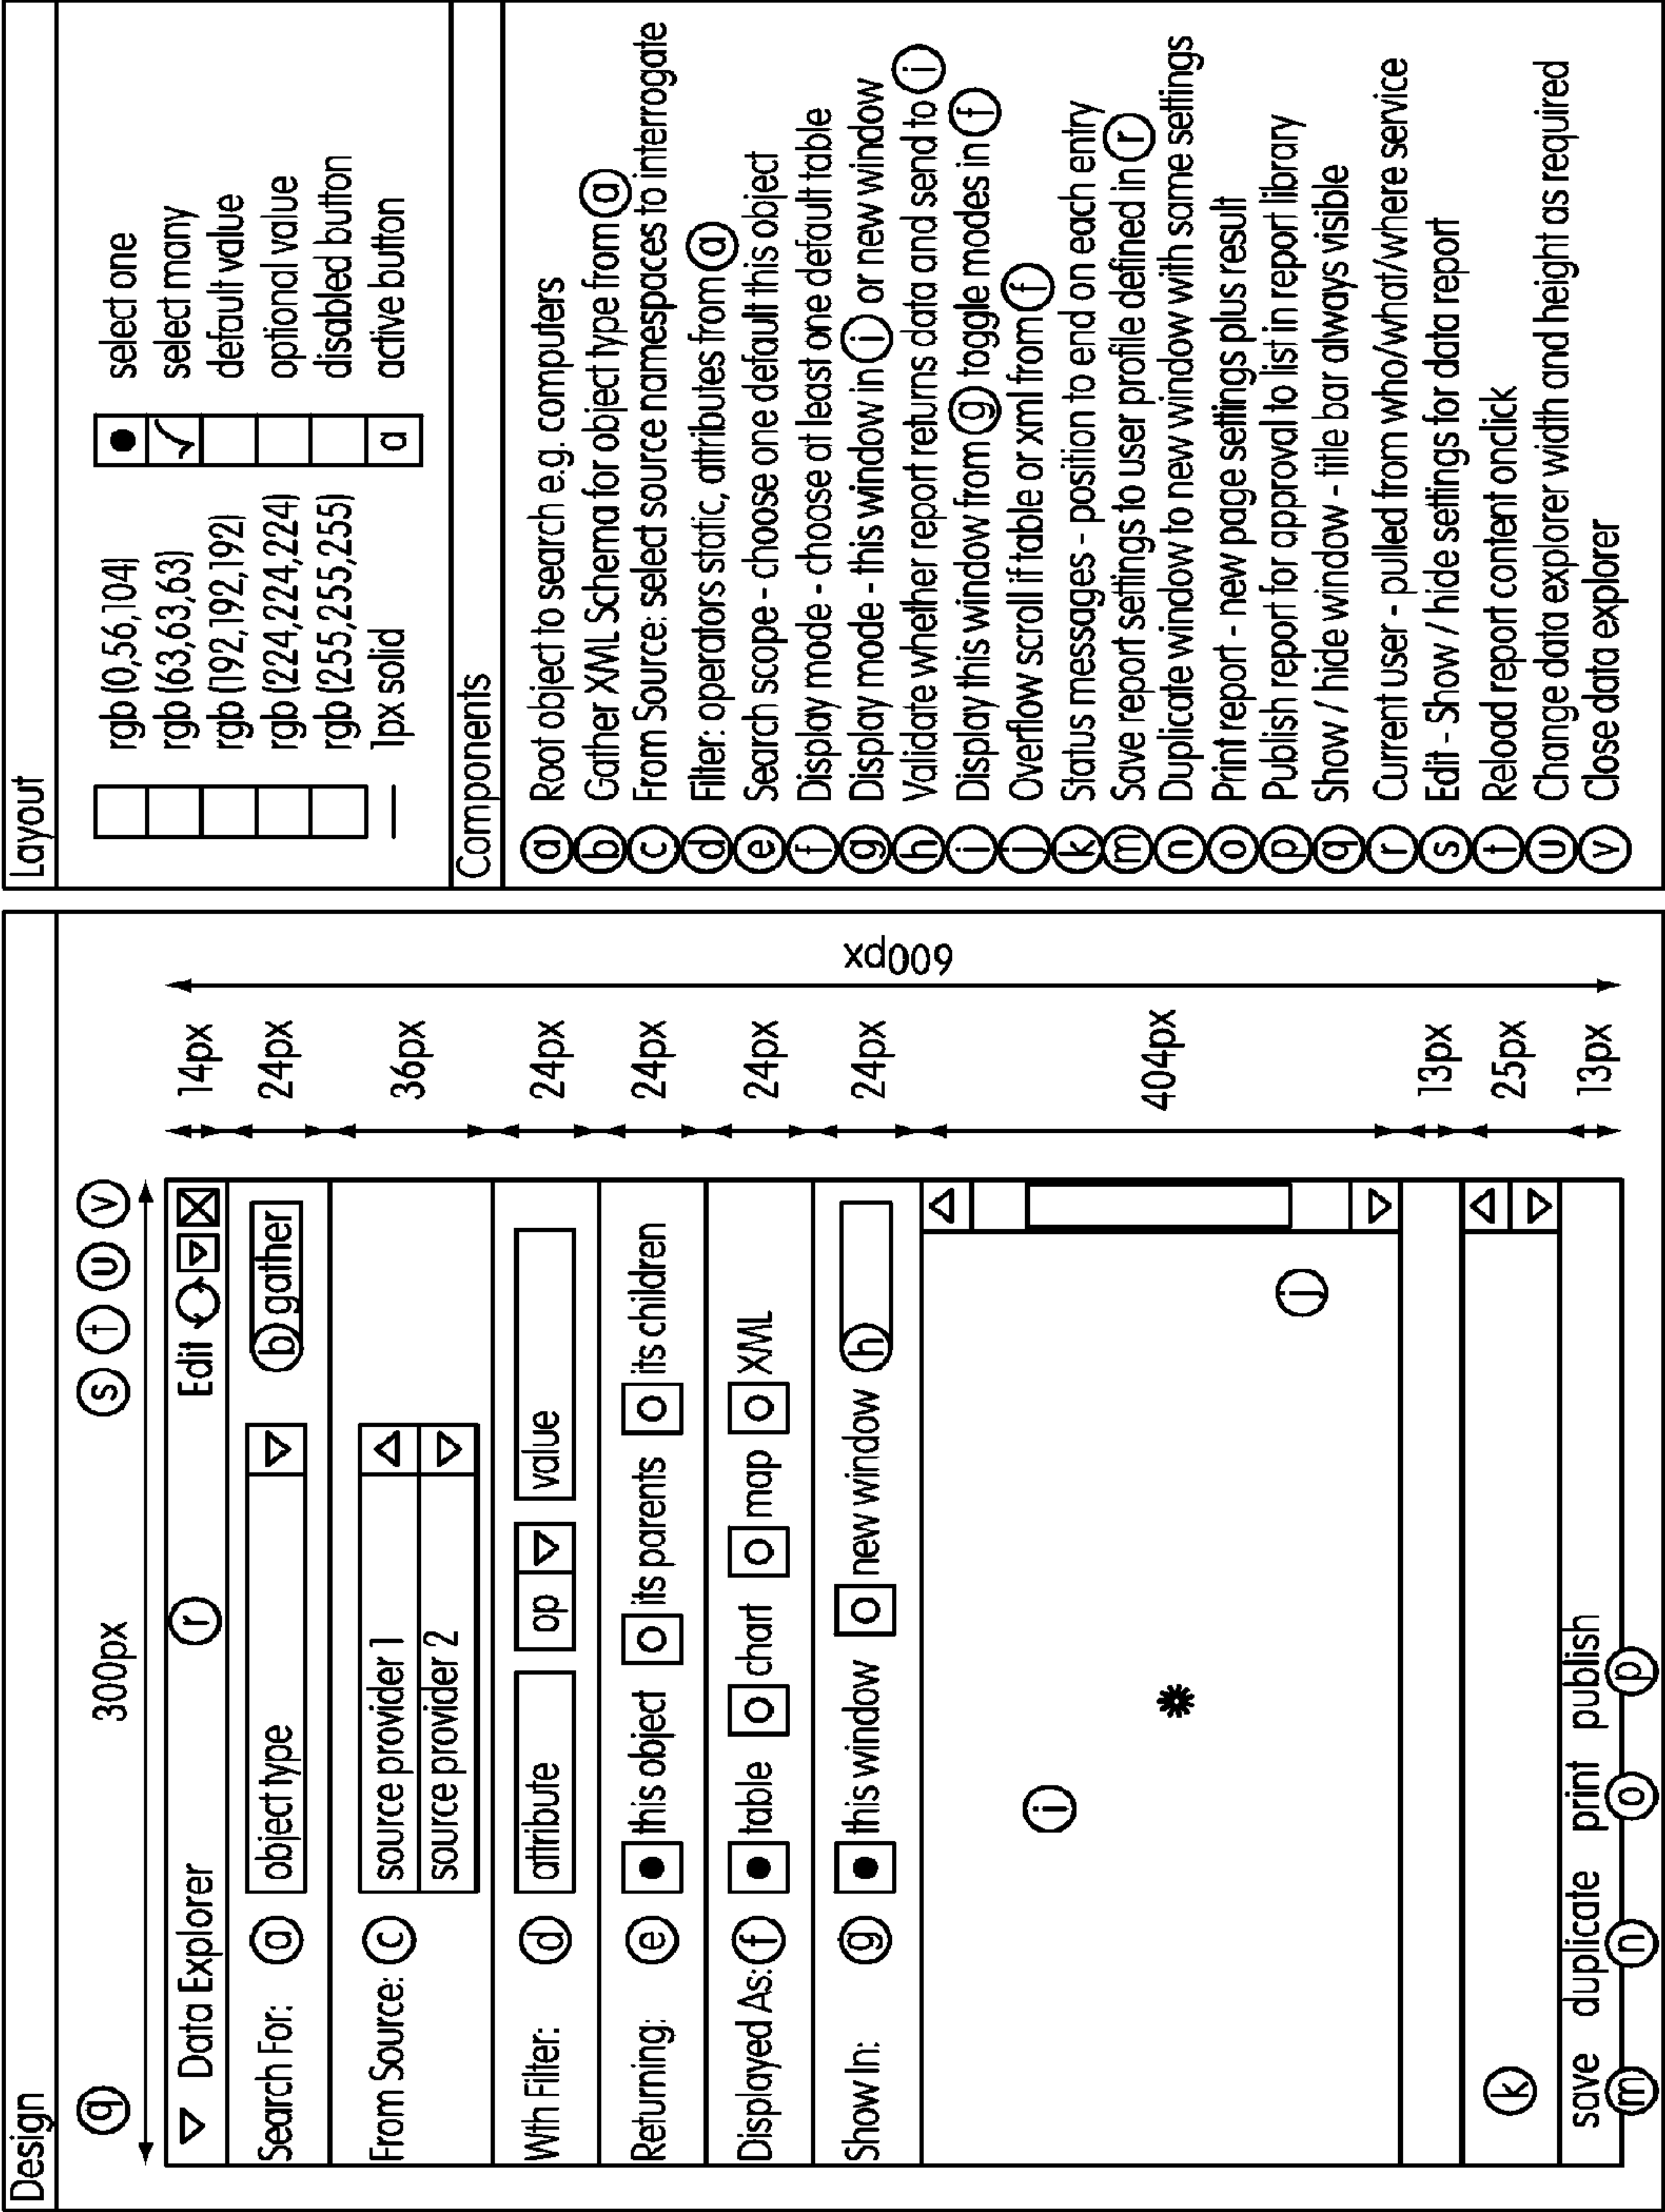 Design
q s t u v
300px
Data Explorer r Edit
Search For: a object type b gather
From Source: c source provider 1
source provider 2
With Filter: d attribute op value
Returning: e this object its parents its children
Displayed As: f table chart map XML
Show In: g this window new window h
i
j
k
save duplicate print publish
m n o p
14px
24px
36px
24px
24px
24px
24px
404px
13px
25px
13px
600px
Layout
rgb (0,56,104) select one
rgb (63,63,63) select many
rgb (192,192,192) default value
rgb (224,224,224) optional value
rgb (255,255,255) disabled button
1px solid a active button
Components
a Root object to search e.g. computers
b Gather XML Schema for object type from a
c From Source: select source namespaces to interrogate
d Filter: operators static, attributes from a
e Search scope - choose one default this object
f Display mode - choose at least one default table
g Display mode - this window in i or new window
h Validate whether report returns data and send to i
i Display this window from g toggle modes in f
j Overflow scroll if table or xml from f
k Status messages - position to end on each entry
m Save report settings to user profile defined in r
n Duplicate window to new window with same settings
o Print report - new page settings plus result
p Publish report for approval to list in report library
q Show / hide window - title bar always visible
r Current user - pulled from who/what/where service
s Edit - Show / hide settings for data report
t Reload report content onclick
u Change data explorer width and height as required
v Close data explorer